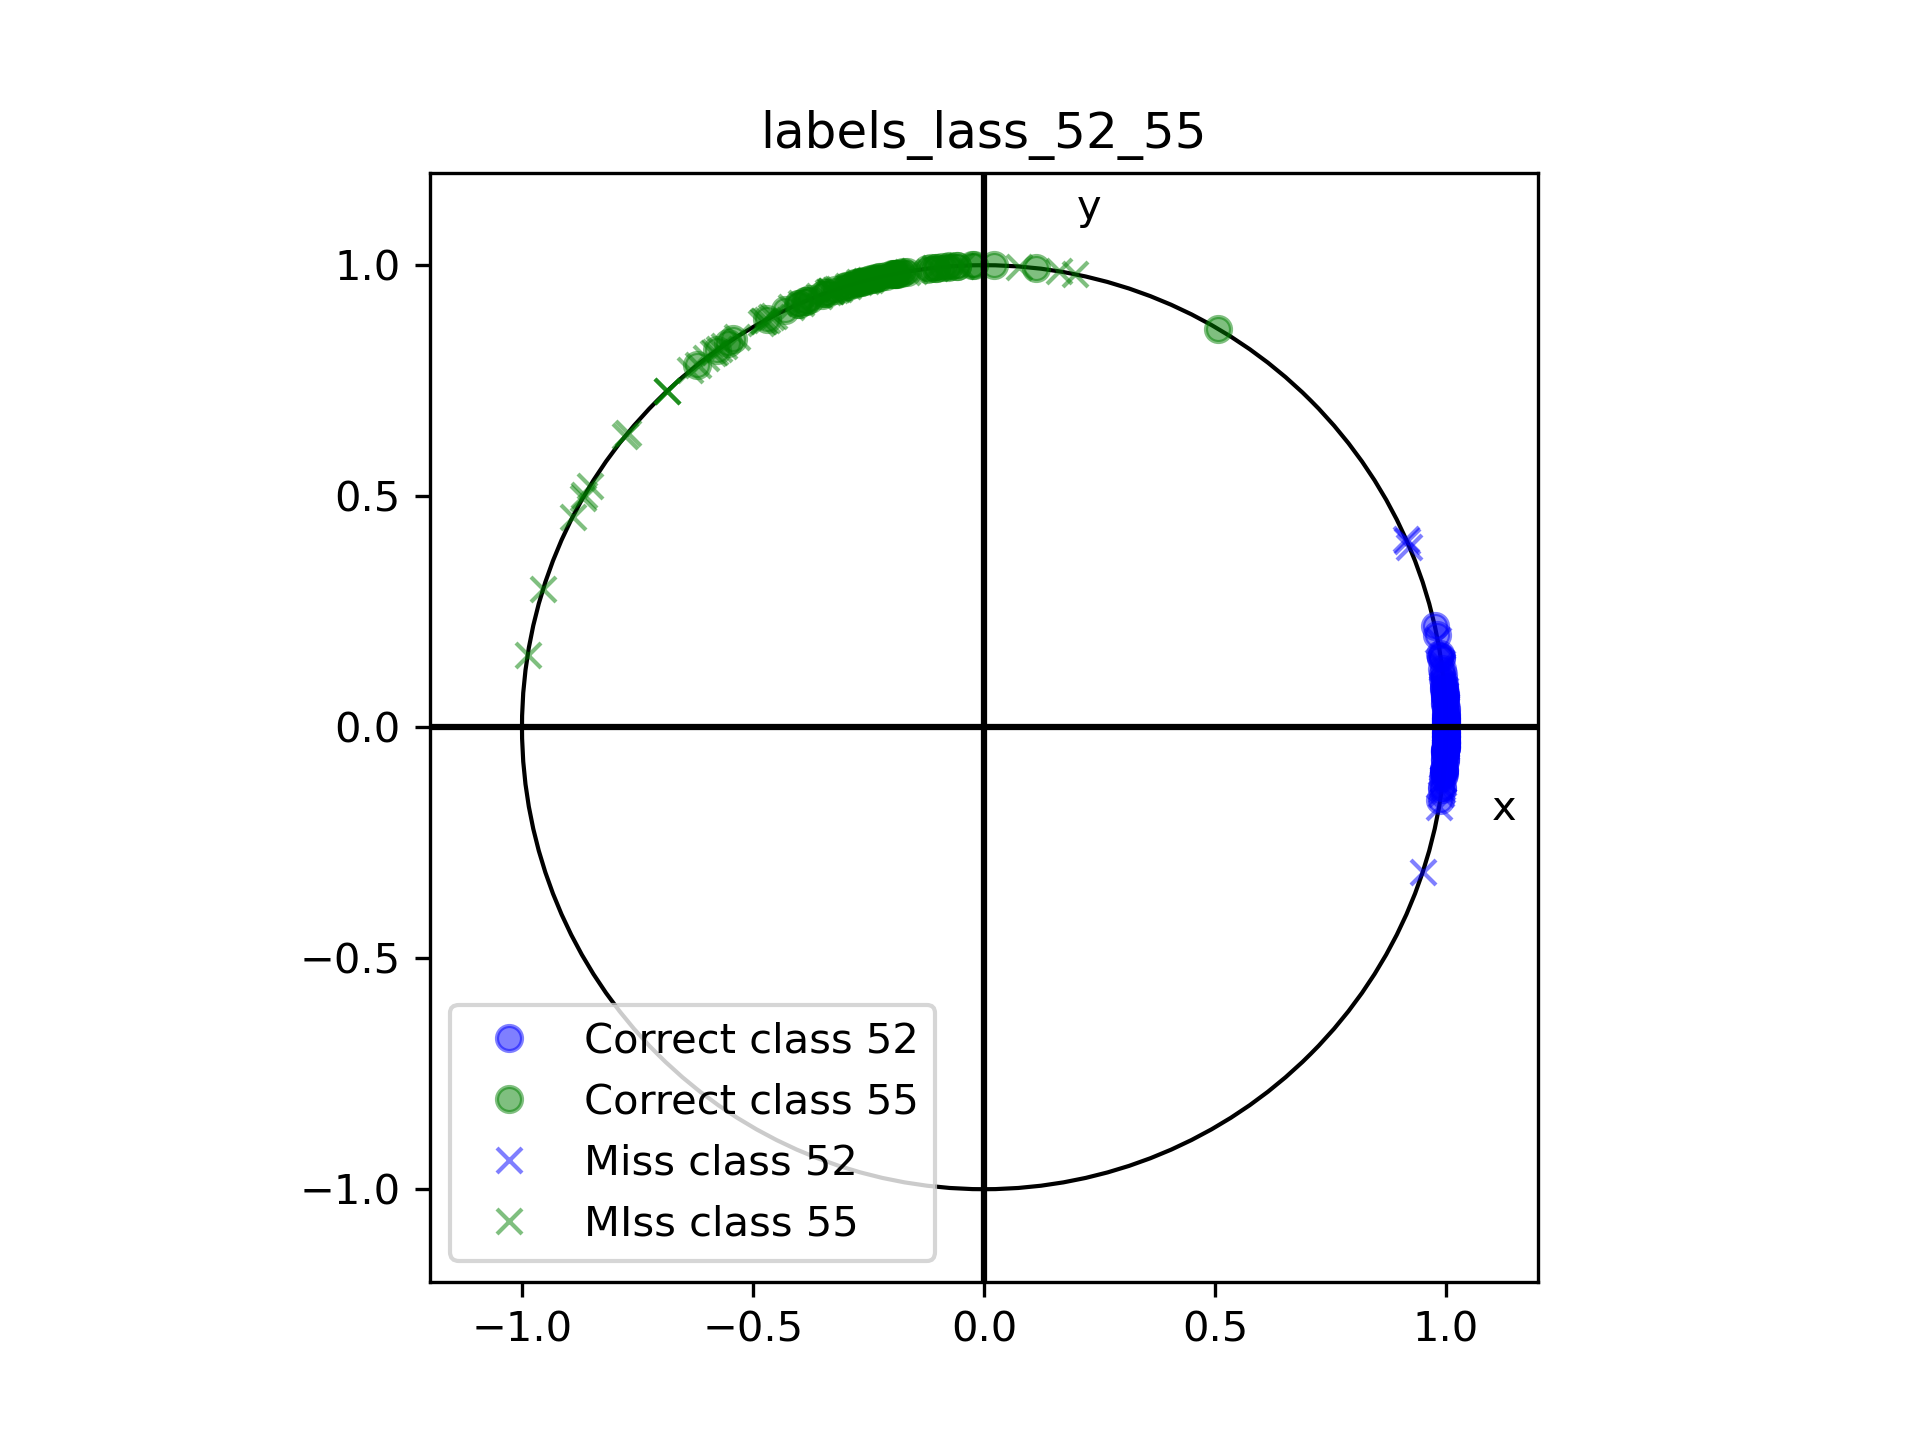 labels_lass_52_55
y
1.0
0.5
0.0
x
−0.5
−1.0
Correct class 52
Correct class 55
Miss class 52
MIss class 55
−1.0 −0.5 0.0 0.5 1.0